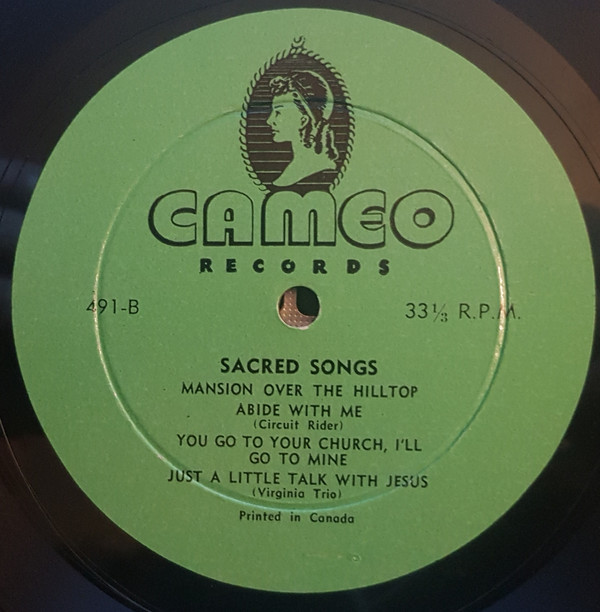 CAMEO
RECORDS
491-B
33⅓ R.P.M.
SACRED SONGS
MANSION OVER THE HILLTOP
ABIDE WITH ME
(Circuit Rider)
YOU GO TO YOUR CHURCH, I'LL
GO TO MINE
JUST A LITTLE TALK WITH JESUS
(Virginia Trio)
Printed in Canada